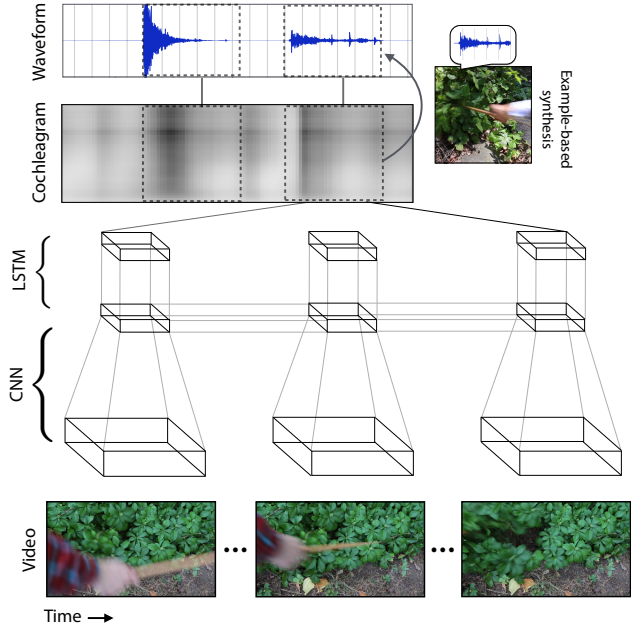 Waveform
Example-based
synthesis
Cochleagram
LSTM
CNN
Video
Time